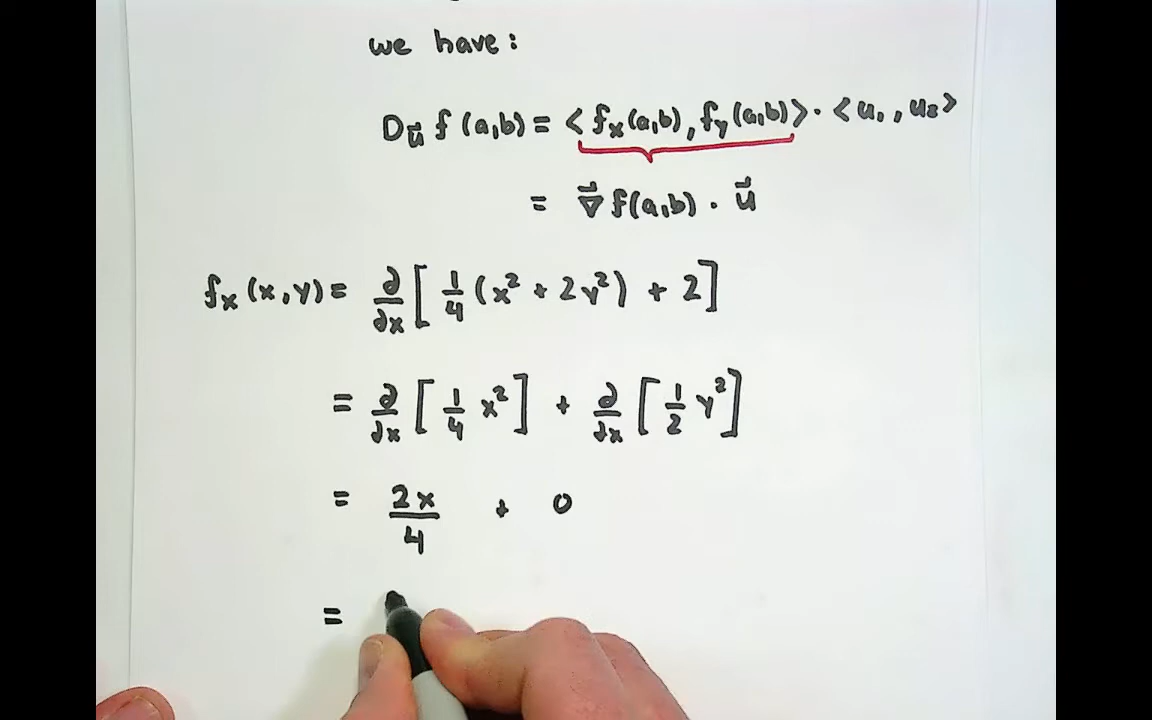 we have:
D_u⃗ f(a,b) = < f_x(a,b), f_y(a,b) > · < u₁, u₂ >
= ∇⃗ f(a,b) · u⃗
f_x(x,y) = ∂/∂x [ 1/4 (x² + 2y²) + 2 ]
= ∂/∂x [ 1/4 x² ] + ∂/∂x [ 1/2 y² ]
= 2x/4 + 0
=